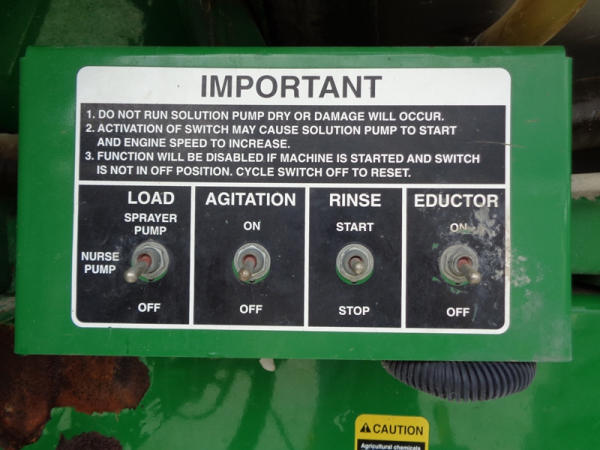 IMPORTANT
1. DO NOT RUN SOLUTION PUMP DRY OR DAMAGE WILL OCCUR.
2. ACTIVATION OF SWITCH MAY CAUSE SOLUTION PUMP TO START
AND ENGINE SPEED TO INCREASE.
3. FUNCTION WILL BE DISABLED IF MACHINE IS STARTED AND SWITCH
IS NOT IN OFF POSITION. CYCLE SWITCH OFF TO RESET.
LOAD
SPRAYER
PUMP
NURSE
PUMP
OFF
AGITATION
ON
OFF
RINSE
START
STOP
EDUCTOR
ON
OFF
CAUTION
Agricultural chemicals